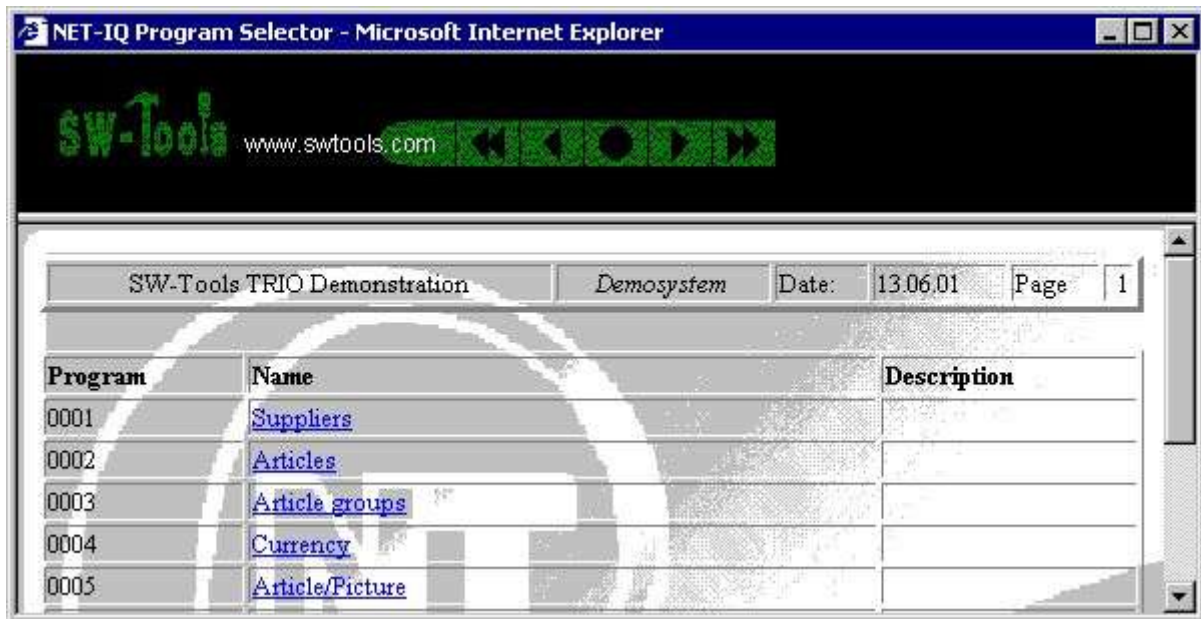 NET-IQ Program Selector - Microsoft Internet Explorer
SW-Tools www.swtools.com
SW-Tools TRIO Demonstration Demosystem Date: 13.06.01 Page 1
Program Name Description
0001 Suppliers
0002 Articles
0003 Article groups
0004 Currency
0005 Article/Picture
NT